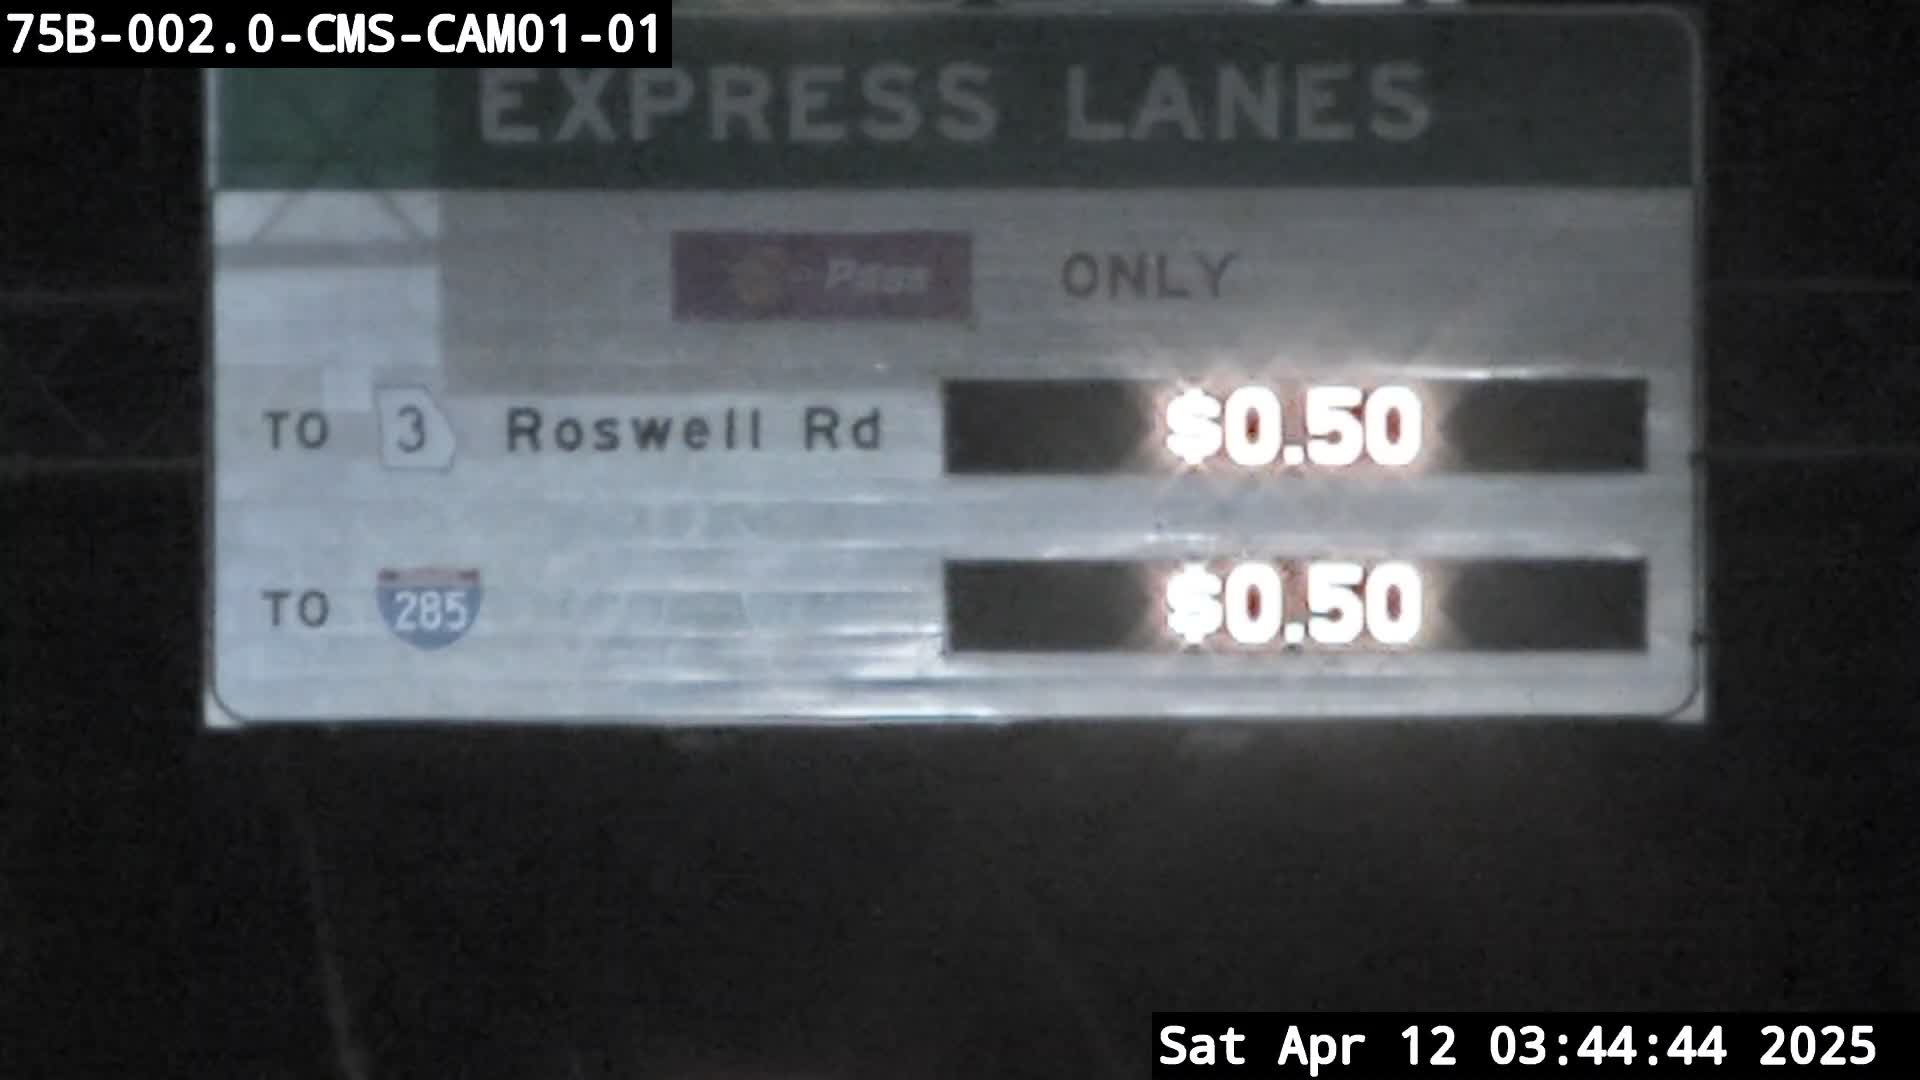 75B-002.0-CMS-CAM01-01
EXPRESS LANES
Pass ONLY
TO 3 Roswell Rd $0.50
TO 285 $0.50
Sat Apr 12 03:44:44 2025